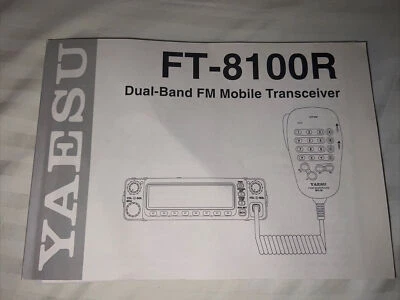 YAESU
FT-8100R
Dual-Band FM Mobile Transceiver
YAESU